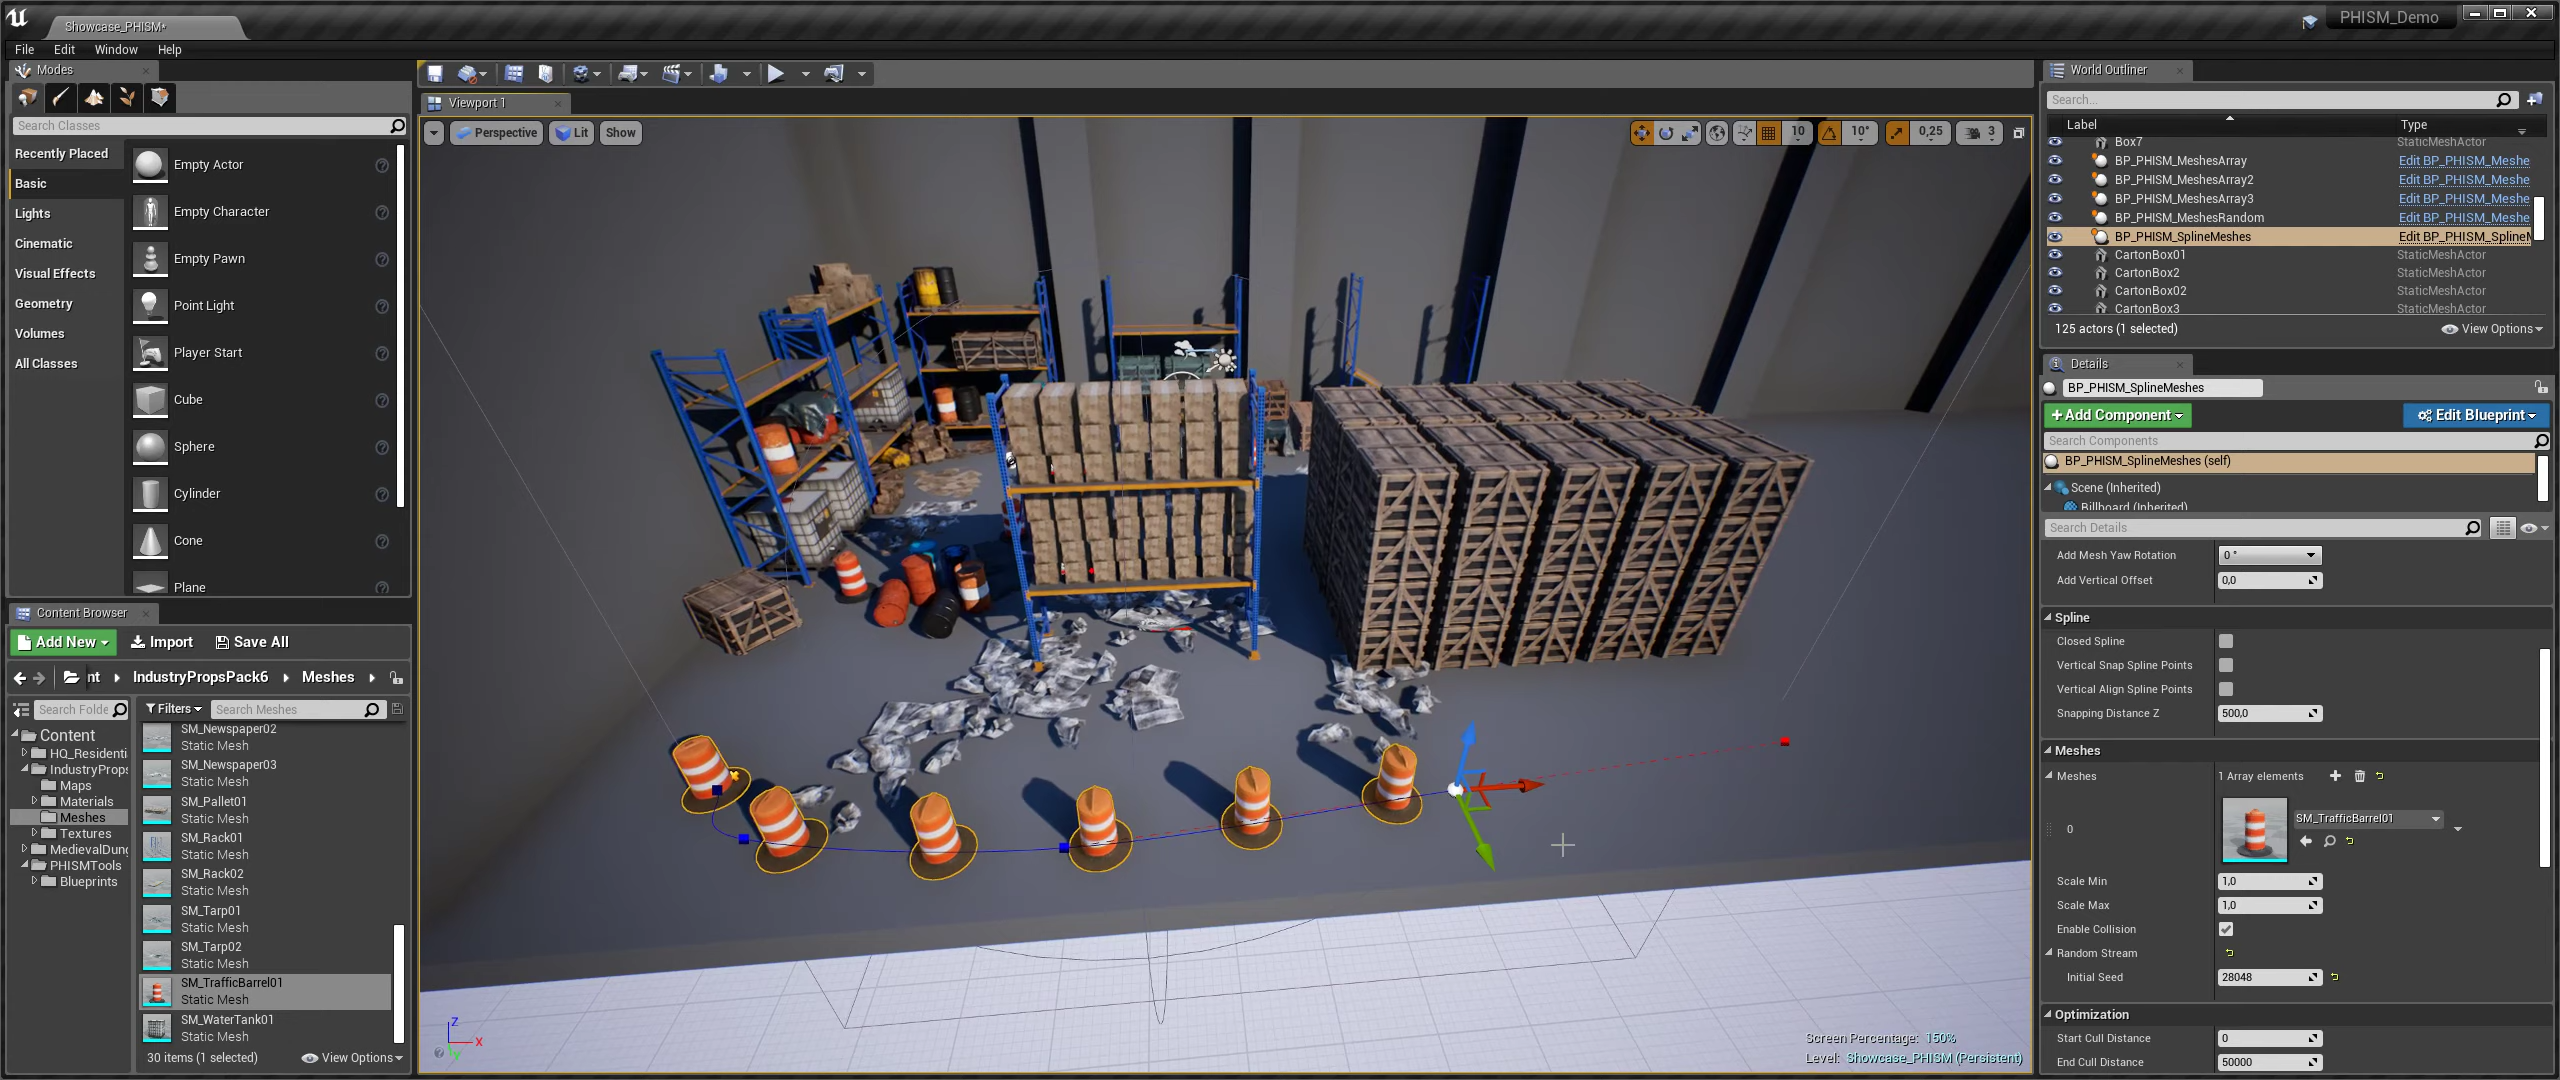 Showcase_PHISM*
PHISM_Demo
File Edit Window Help
Modes
Search Classes
Recently Placed
Basic
Lights
Cinematic
Visual Effects
Geometry
Volumes
All Classes
Empty Actor
Empty Character
Empty Pawn
Point Light
Player Start
Cube
Sphere
Cylinder
Cone
Plane
Content Browser
Add New Import Save All
nt IndustryPropsPack6 Meshes
Search Folde
Filters Search Meshes
Content
HQ_Residenti
IndustryProps
Maps
Materials
Meshes
Textures
MedievalDung
PHISMTools
Blueprints
SM_Newspaper02
Static Mesh
SM_Newspaper03
Static Mesh
SM_Pallet01
Static Mesh
SM_Rack01
Static Mesh
SM_Rack02
Static Mesh
SM_Tarp01
Static Mesh
SM_Tarp02
Static Mesh
SM_TrafficBarrel01
Static Mesh
SM_WaterTank01
Static Mesh
30 items (1 selected) View Options
Viewport 1
Perspective Lit Show
10 10° 0,25 3
Z
X
Y
Screen Percentage: 150%
Level: Showcase_PHISM (Persistent)
World Outliner
Search...
Label Type
Box7 StaticMeshActor
BP_PHISM_MeshesArray Edit BP_PHISM_Meshe
BP_PHISM_MeshesArray2 Edit BP_PHISM_Meshe
BP_PHISM_MeshesArray3 Edit BP_PHISM_Meshe
BP_PHISM_MeshesRandom Edit BP_PHISM_Meshe
BP_PHISM_SplineMeshes Edit BP_PHISM_SplineM
CartonBox01 StaticMeshActor
CartonBox2 StaticMeshActor
CartonBox02 StaticMeshActor
CartonBox3 StaticMeshActor
125 actors (1 selected) View Options
Details
BP_PHISM_SplineMeshes
Add Component Edit Blueprint
Search Components
BP_PHISM_SplineMeshes (self)
Scene (Inherited)
Billboard (Inherited)
Search Details
Add Mesh Yaw Rotation 0 °
Add Vertical Offset 0,0
Spline
Closed Spline
Vertical Snap Spline Points
Vertical Align Spline Points
Snapping Distance Z 500,0
Meshes
Meshes 1 Array elements
0 SM_TrafficBarrel01
Scale Min 1,0
Scale Max 1,0
Enable Collision
Random Stream
Initial Seed 28048
Optimization
Start Cull Distance 0
End Cull Distance 50000